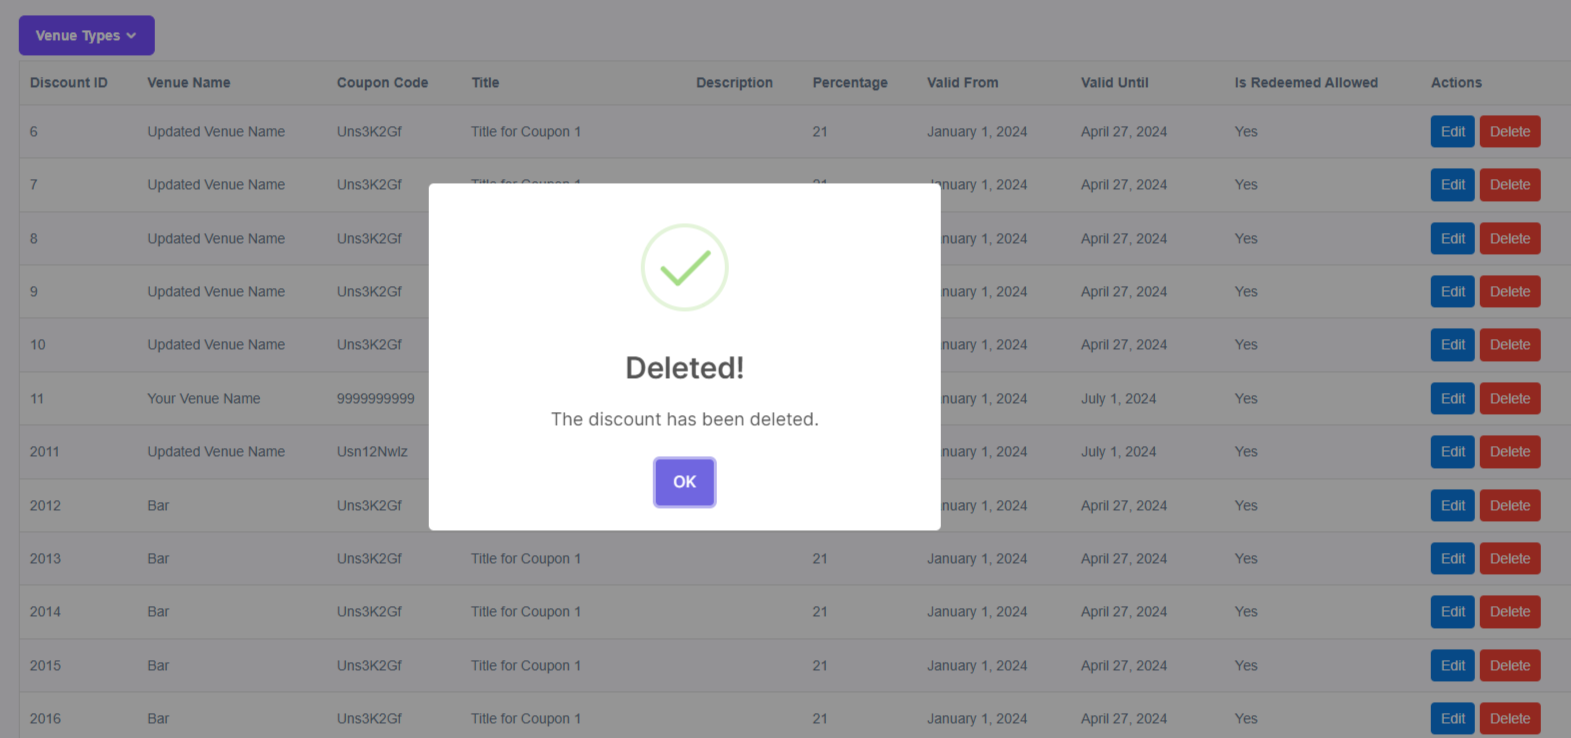 Venue Types
Discount ID Venue Name Coupon Code Title Description Percentage Valid From Valid Until Is Redeemed Allowed Actions
6 Updated Venue Name Uns3K2Gf Title for Coupon 1 21 January 1, 2024 April 27, 2024 Yes Edit Delete
7 Updated Venue Name Uns3K2Gf Title for Coupon 1 21 January 1, 2024 April 27, 2024 Yes Edit Delete
8 Updated Venue Name Uns3K2Gf nuary 1, 2024 April 27, 2024 Yes Edit Delete
9 Updated Venue Name Uns3K2Gf nuary 1, 2024 April 27, 2024 Yes Edit Delete
10 Updated Venue Name Uns3K2Gf nuary 1, 2024 April 27, 2024 Yes Edit Delete
11 Your Venue Name 9999999999 nuary 1, 2024 July 1, 2024 Yes Edit Delete
2011 Updated Venue Name Usn12Nwlz nuary 1, 2024 July 1, 2024 Yes Edit Delete
2012 Bar Uns3K2Gf nuary 1, 2024 April 27, 2024 Yes Edit Delete
Deleted!
The discount has been deleted.
OK
2013 Bar Uns3K2Gf Title for Coupon 1 21 January 1, 2024 April 27, 2024 Yes Edit Delete
2014 Bar Uns3K2Gf Title for Coupon 1 21 January 1, 2024 April 27, 2024 Yes Edit Delete
2015 Bar Uns3K2Gf Title for Coupon 1 21 January 1, 2024 April 27, 2024 Yes Edit Delete
2016 Bar Uns3K2Gf Title for Coupon 1 21 January 1, 2024 April 27, 2024 Yes Edit Delete